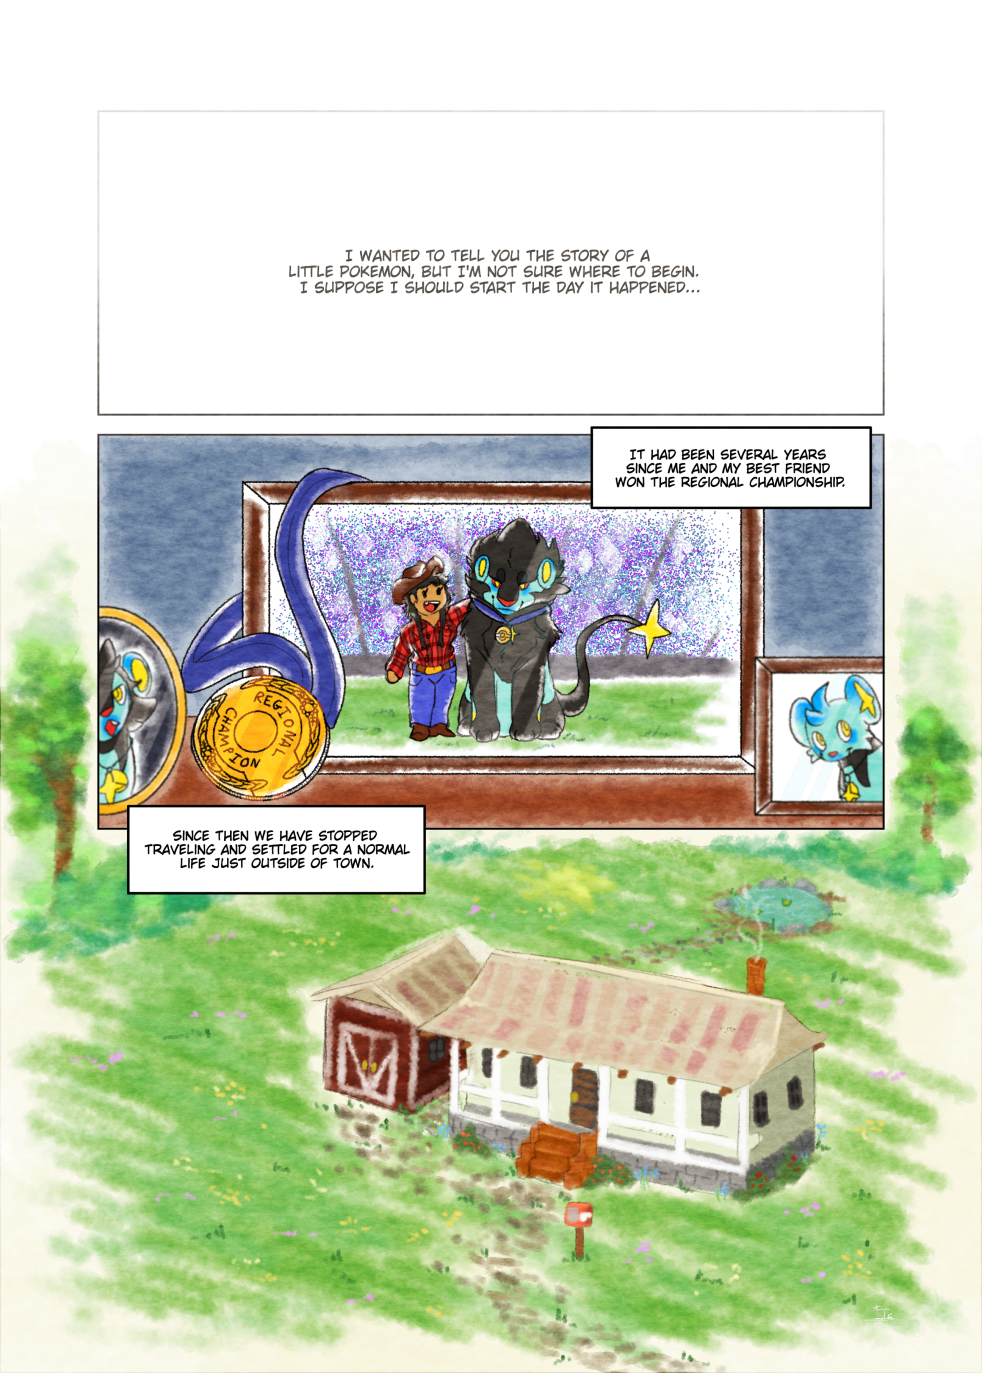 I WANTED TO TELL YOU THE STORY OF A
LITTLE POKEMON, BUT I'M NOT SURE WHERE TO BEGIN.
I SUPPOSE I SHOULD START THE DAY IT HAPPENED...
IT HAD BEEN SEVERAL YEARS
SINCE ME AND MY BEST FRIEND
WON THE REGIONAL CHAMPIONSHIP.
REGIONAL
CHAMPION
SINCE THEN WE HAVE STOPPED
TRAVELING AND SETTLED FOR A NORMAL
LIFE JUST OUTSIDE OF TOWN.